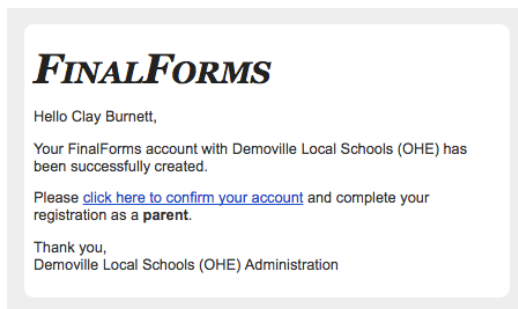 FINALFORMS
Hello Clay Burnett,
Your FinalForms account with Demoville Local Schools (OHE) has
been successfully created.
Please click here to confirm your account and complete your
registration as a parent.
Thank you,
Demoville Local Schools (OHE) Administration